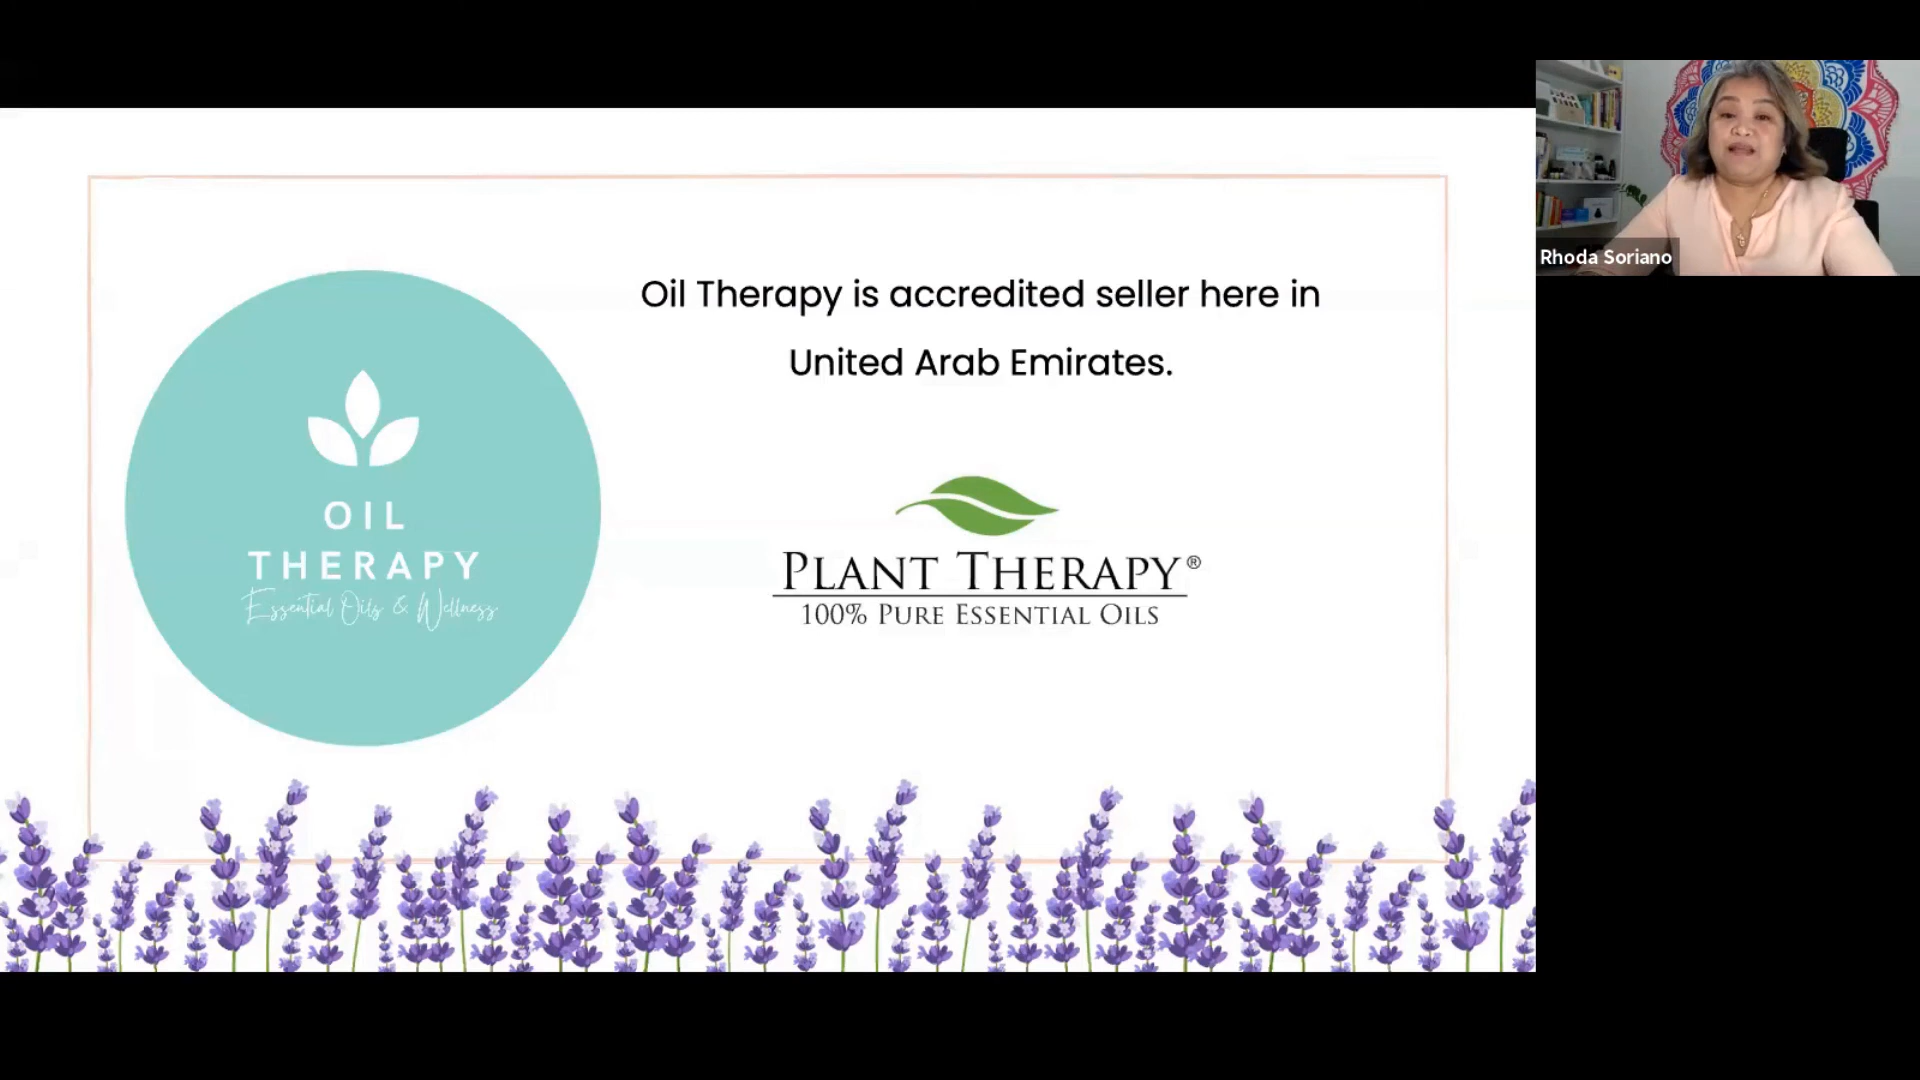 Oil Therapy is accredited seller here in
United Arab Emirates.
OIL
THERAPY
Essential Oils & Wellness
PLANT THERAPY®
100% PURE ESSENTIAL OILS
Rhoda Soriano